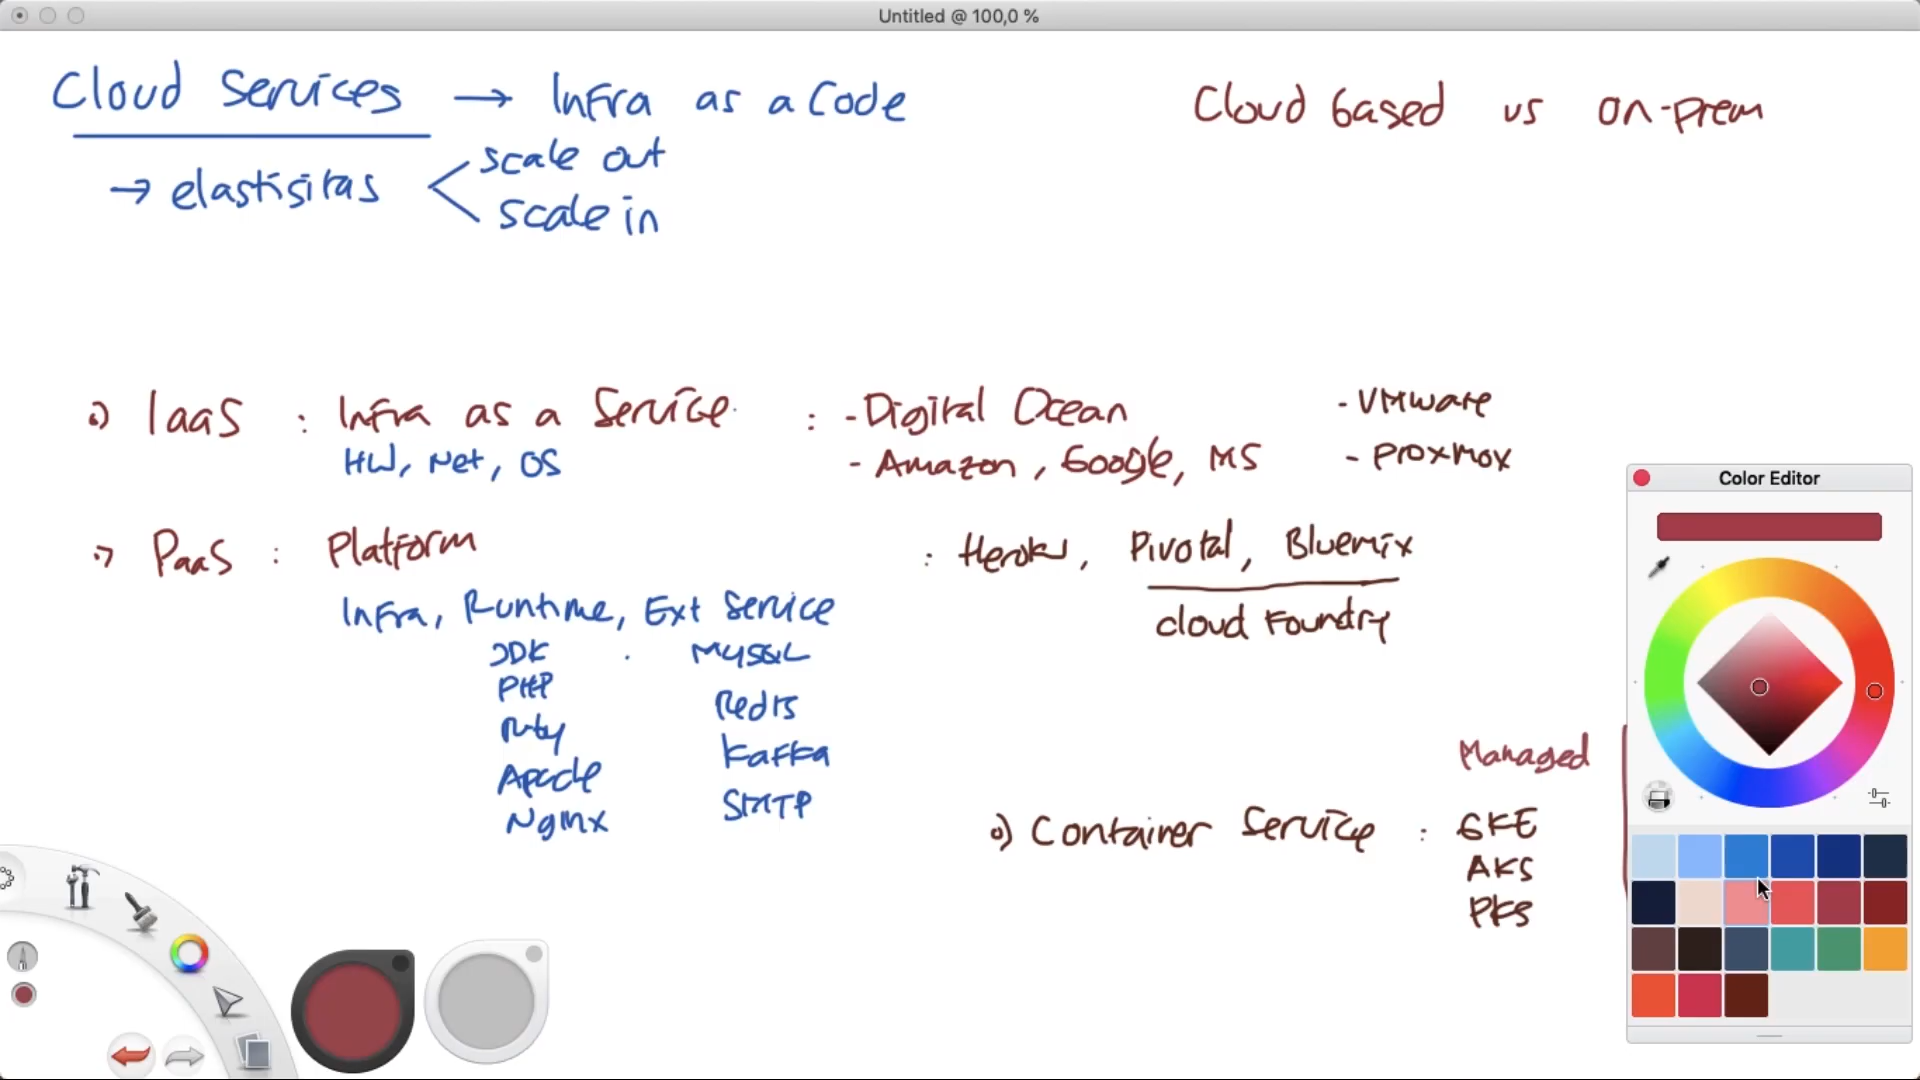 Untitled @ 100,0 %
Cloud Services → Infra as a Code
Cloud based vs on-prem
→ elastisitas < scale out
scale in
IaaS : Infra as a Service : - Digital Ocean - VMware
HW, Net, OS - Amazon, Google, MS - Proxmox
PaaS : Platform : Heroku, Pivotal, Bluemix
Cloud Foundry
Infra, Runtime, Ext Service
JDK MySQL
PHP Redis
Ruby Kafka
Apache SMTP
Nginx
Managed
Container Service : GKE
AKS
PKS
Color Editor